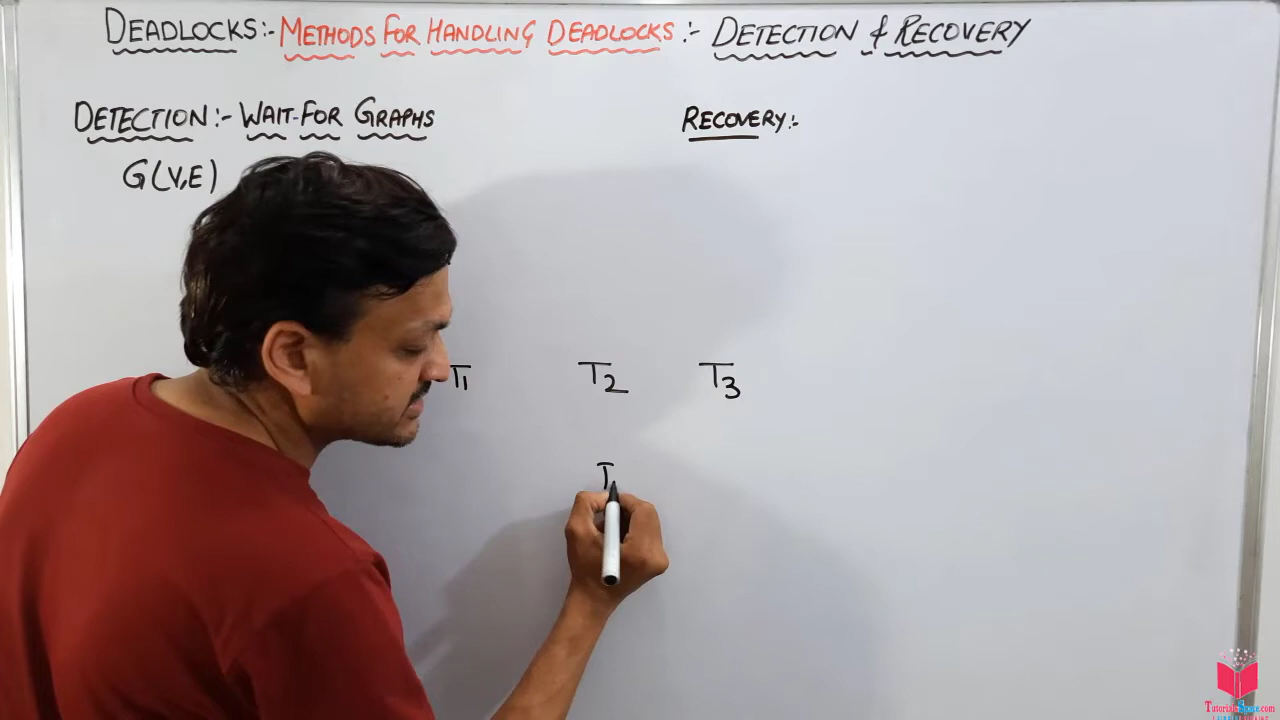 DEADLOCKS:- METHODS FOR HANDLING DEADLOCKS:- DETECTION & RECOVERY
DETECTION:- WAIT-FOR GRAPHS
RECOVERY:-
G(V,E)
T1 T2 T3
T